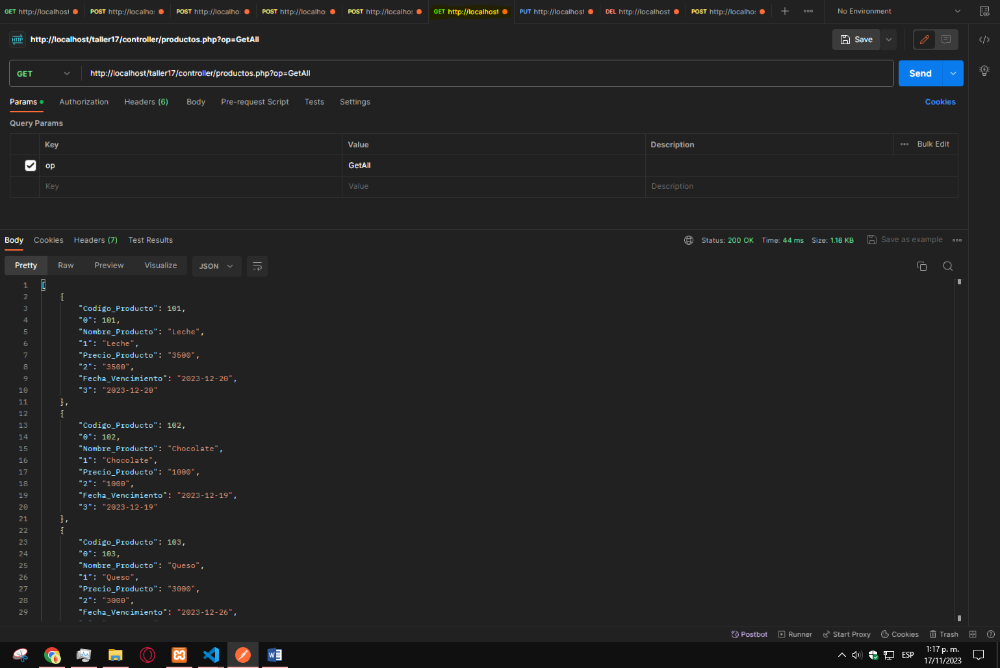 GET http://localhost POST http://localhos POST http://localhos POST http://localhos POST http://localhos GET http://localhost PUT http://localhost DEL http://localhost POST http://localhos No Environment
HTTP http://localhost/taller17/controller/productos.php?op=GetAll Save
GET http://localhost/taller17/controller/productos.php?op=GetAll Send
Params Authorization Headers (6) Body Pre-request Script Tests Settings Cookies
Query Params
Key Value Description Bulk Edit
op GetAll
Key Value Description
Body Cookies Headers (7) Test Results Status: 200 OK Time: 44 ms Size: 1.18 KB Save as example
Pretty Raw Preview Visualize JSON
1 [
2 {
3 "Codigo_Producto": 101,
4 "0": 101,
5 "Nombre_Producto": "Leche",
6 "1": "Leche",
7 "Precio_Producto": "3500",
8 "2": "3500",
9 "Fecha_Vencimiento": "2023-12-20",
10 "3": "2023-12-20"
11 },
12 {
13 "Codigo_Producto": 102,
14 "0": 102,
15 "Nombre_Producto": "Chocolate",
16 "1": "Chocolate",
17 "Precio_Producto": "1000",
18 "2": "1000",
19 "Fecha_Vencimiento": "2023-12-19",
20 "3": "2023-12-19"
21 },
22 {
23 "Codigo_Producto": 103,
24 "0": 103,
25 "Nombre_Producto": "Queso",
26 "1": "Queso",
27 "Precio_Producto": "3000",
28 "2": "3000",
29 "Fecha_Vencimiento": "2023-12-26",
Postbot Runner Start Proxy Cookies Trash
ESP 1:17 p. m.
17/11/2023